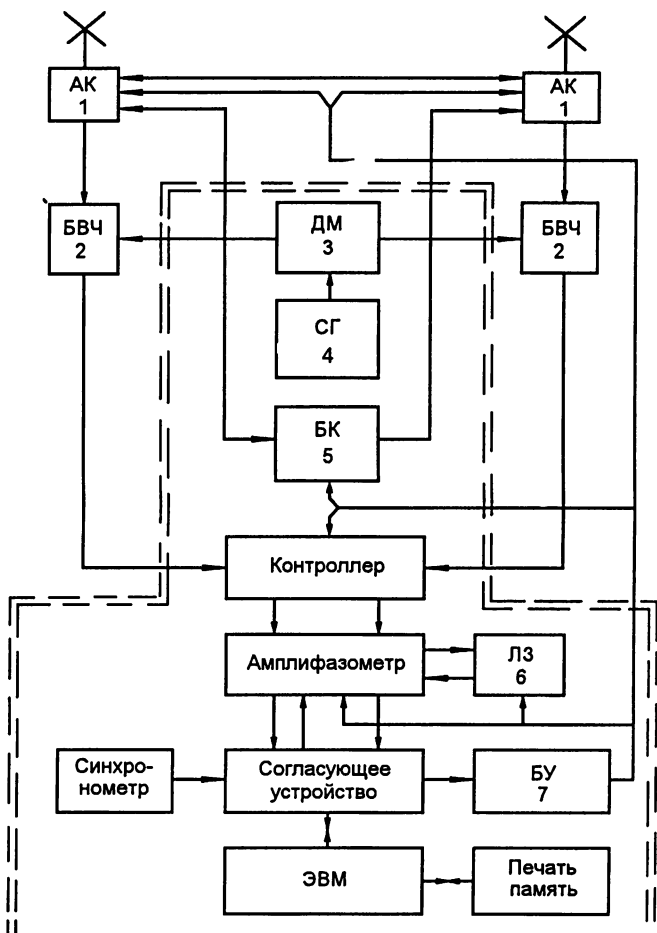 АК
1
АК
1
БВЧ
2
ДМ
3
БВЧ
2
СГ
4
БК
5
Контроллер
Амплифазометр
ЛЗ
6
Синхро-
нометр
Согласующее
устройство
БУ
7
ЭВМ
Печать
память